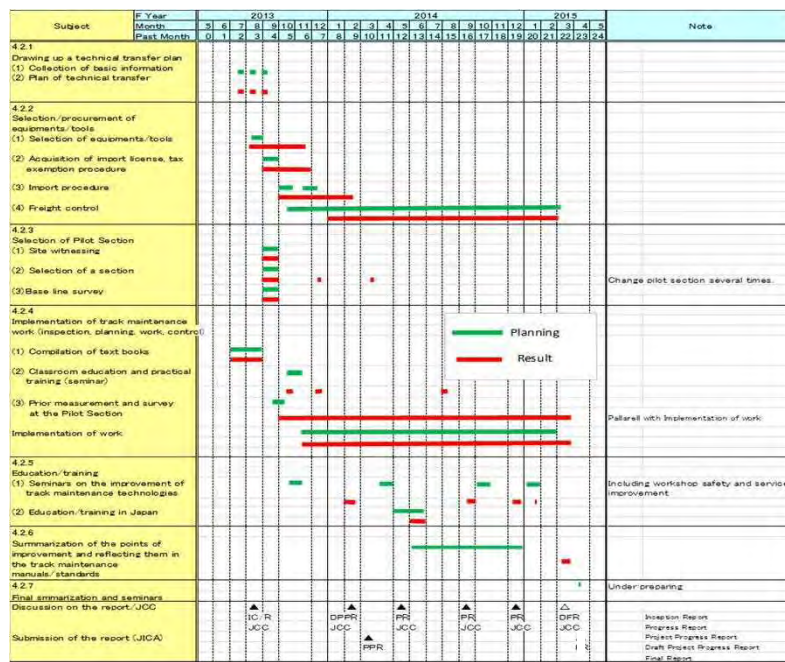 Subject
F Year
2013
2014
2015
Note
Month
5 6 7 8 9 10 11 12 1 2 3 4 5 6 7 8 9 10 11 12 1 2 3 4
Past Month
0 1 2 3 4 5 6 7 8 9 10 11 12 13 14 15 16 17 18 19 20 21 22 23 24
4.2.1
Drawing up a technical transfer plan
(1) Collection of basic information
(2) Plan of technical transfer
4.2.2
Selection/procurement of
equipments/tools
(1) Selection of equipments/tools
(2) Acquisition of import license, tax
exemption procedure
(3) Import procedure
(4) Freight control
4.2.3
Selection of Pilot Section
(1) Site witnessing
(2) Selection of a section
Change pilot section several times.
(3)Base line survey
4.2.4
Implementation of track maintenance
work (inspection, planning, work, control)
Planning
Result
(1) Compilation of text books
(2) Classroom education and practical
training (seminar)
(3) Prior measurement and survey
at the Pilot Section
Pallarell with Implementation of work
Implementation of work
4.2.5
Education/training
(1) Seminars on the improvement of
track maintenance technologies
Including workshop safety and service
improvement
(2) Education/training in Japan
4.2.6
Summmarization of the points of
improvement and reflecting them in
the track maintenance
manuals/standards
4.2.7
Final smmarization and seminars
Under preparing
Discussion on the report/JCC
IC/R DPPR PR PR PR DFR
Inception Report
JCC JCC JCC JCC JCC JCC
Progress Report
Submission of the report (JICA)
Project Progress Report
PPR
Draft Project Progress Report
Final Report